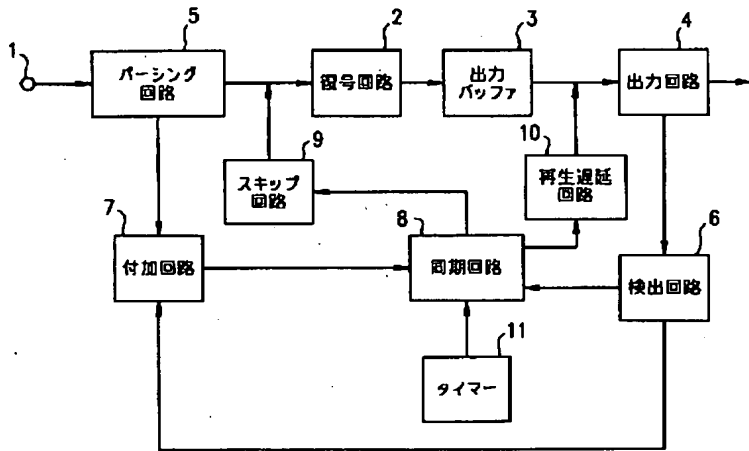 5
2
3
4
1
パーシング
回路
復号回路
出力
バッファ
出力回路
9
10
スキップ
回路
再生遅延
回路
7
8
6
付加回路
同期回路
検出回路
11
タイマー